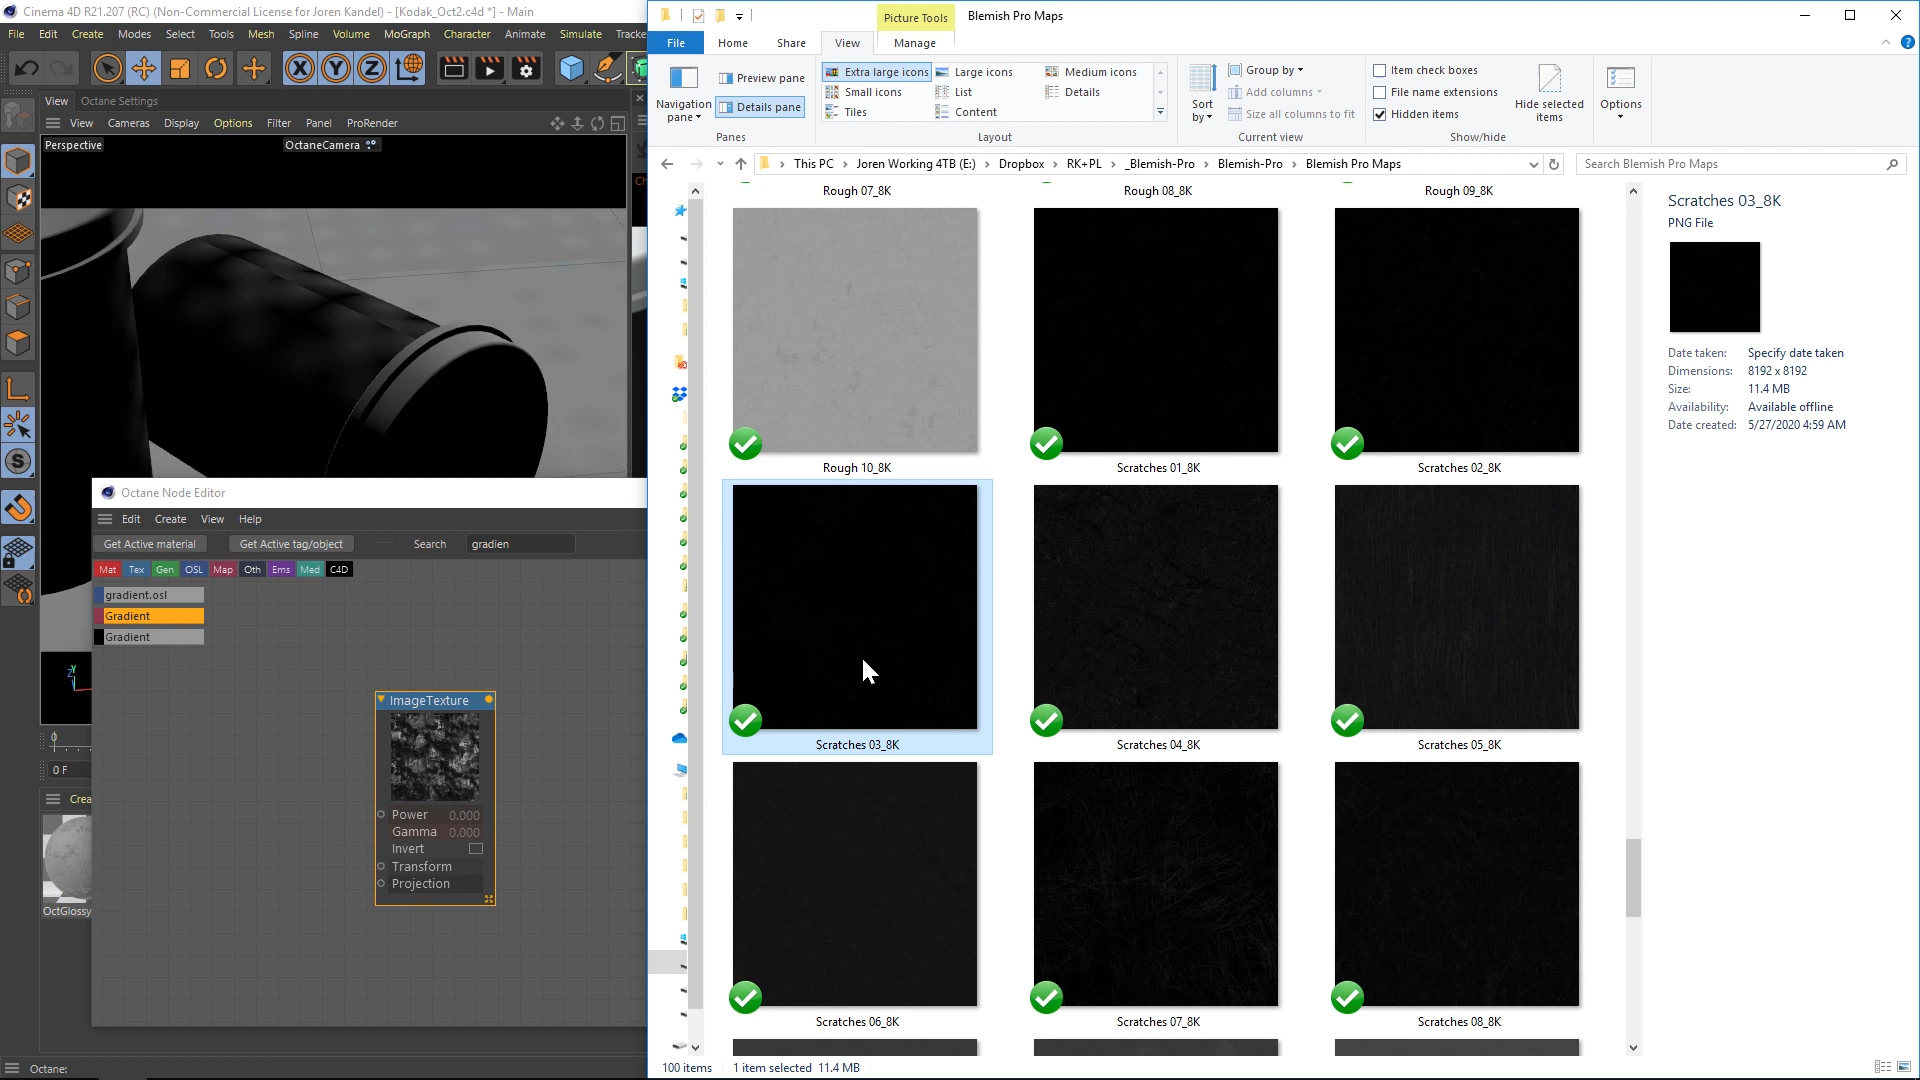 Cinema 4D R21.207 (RC) (Non-Commercial License for Joren Kandel) - [Kodak_Oct2.c4d *] - Main
File Edit Create Modes Select Tools Mesh Spline Volume MoGraph Character Animate Simulate Tracke
View Octane Settings
View Cameras Display Options Filter Panel ProRender
Perspective
OctaneCamera
0
0 F
Crea
OctGlossy
Octane:
Octane Node Editor
Edit Create View Help
Get Active material Get Active tag/object Search gradien
Mat Tex Gen OSL Map Oth Ems Med C4D
gradient.osl
Gradient
Gradient
ImageTexture
Power 0.000
Gamma 0.000
Invert
Transform
Projection
Picture Tools Blemish Pro Maps
File Home Share View Manage
Navigation pane
Preview pane
Details pane
Panes
Extra large icons Large icons Medium icons
Small icons List Details
Tiles Content
Layout
Sort by
Group by
Add columns
Size all columns to fit
Current view
Item check boxes
File name extensions
Hidden items
Hide selected items
Show/hide
Options
This PC > Joren Working 4TB (E:) > Dropbox > RK+PL > _Blemish-Pro > Blemish-Pro > Blemish Pro Maps
Search Blemish Pro Maps
Rough 07_8K Rough 08_8K Rough 09_8K
Rough 10_8K Scratches 01_8K Scratches 02_8K
Scratches 03_8K Scratches 04_8K Scratches 05_8K
Scratches 06_8K Scratches 07_8K Scratches 08_8K
Scratches 03_8K
PNG File
Date taken: Specify date taken
Dimensions: 8192 x 8192
Size: 11.4 MB
Availability: Available offline
Date created: 5/27/2020 4:59 AM
100 items 1 item selected 11.4 MB